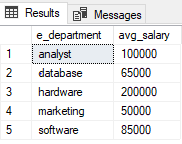 Results Messages
e_department avg_salary
1 analyst 100000
2 database 65000
3 hardware 200000
4 marketing 50000
5 software 85000